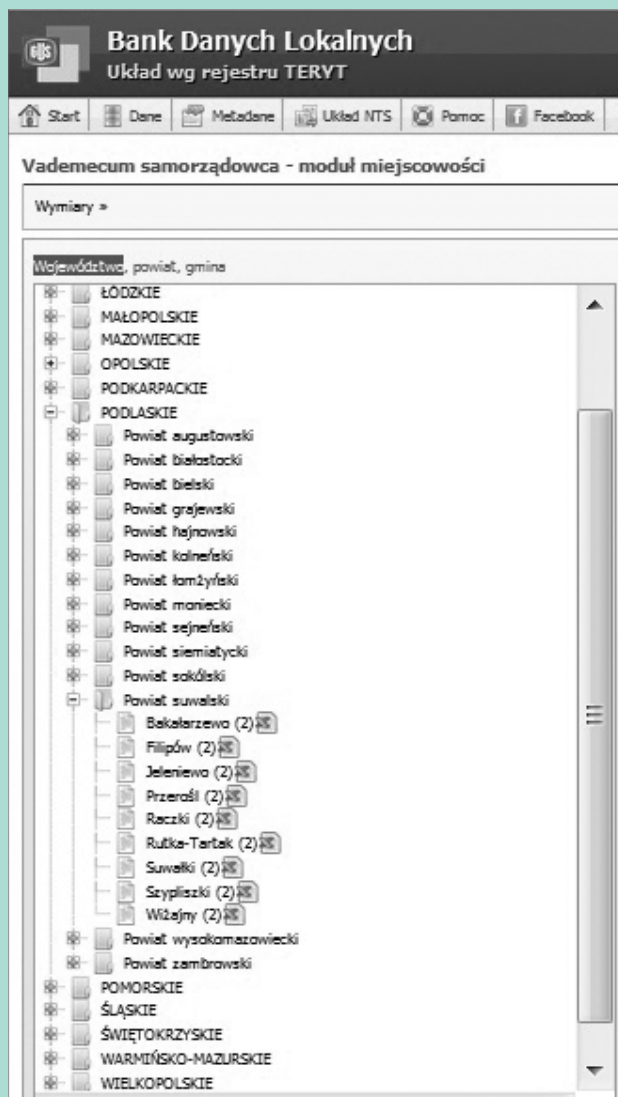 Bank Danych Lokalnych
Układ wg rejestru TERYT
Start Dane Metadane Układ NTS Pomoc Facebook
Vademecum samorządowca - moduł miejscowości
Wymiary »
Województwo, powiat, gmina
ŁÓDZKIE
MAŁOPOLSKIE
MAZOWIECKIE
OPOLSKIE
PODKARPACKIE
PODLASKIE
Powiat augustowski
Powiat białostocki
Powiat bielski
Powiat grajewski
Powiat hajnowski
Powiat kolneński
Powiat łomżyński
Powiat moniecki
Powiat sejneński
Powiat siemiatycki
Powiat sokólski
Powiat suwalski
Bakałarzewo (2)
Filipów (2)
Jeleniewo (2)
Przerośl (2)
Raczki (2)
Rutka-Tartak (2)
Suwałki (2)
Szypliszki (2)
Wiżajny (2)
Powiat wysokomazowiecki
Powiat zambrowski
POMORSKIE
ŚLĄSKIE
ŚWIĘTOKRZYSKIE
WARMIŃSKO-MAZURSKIE
WIELKOPOLSKIE